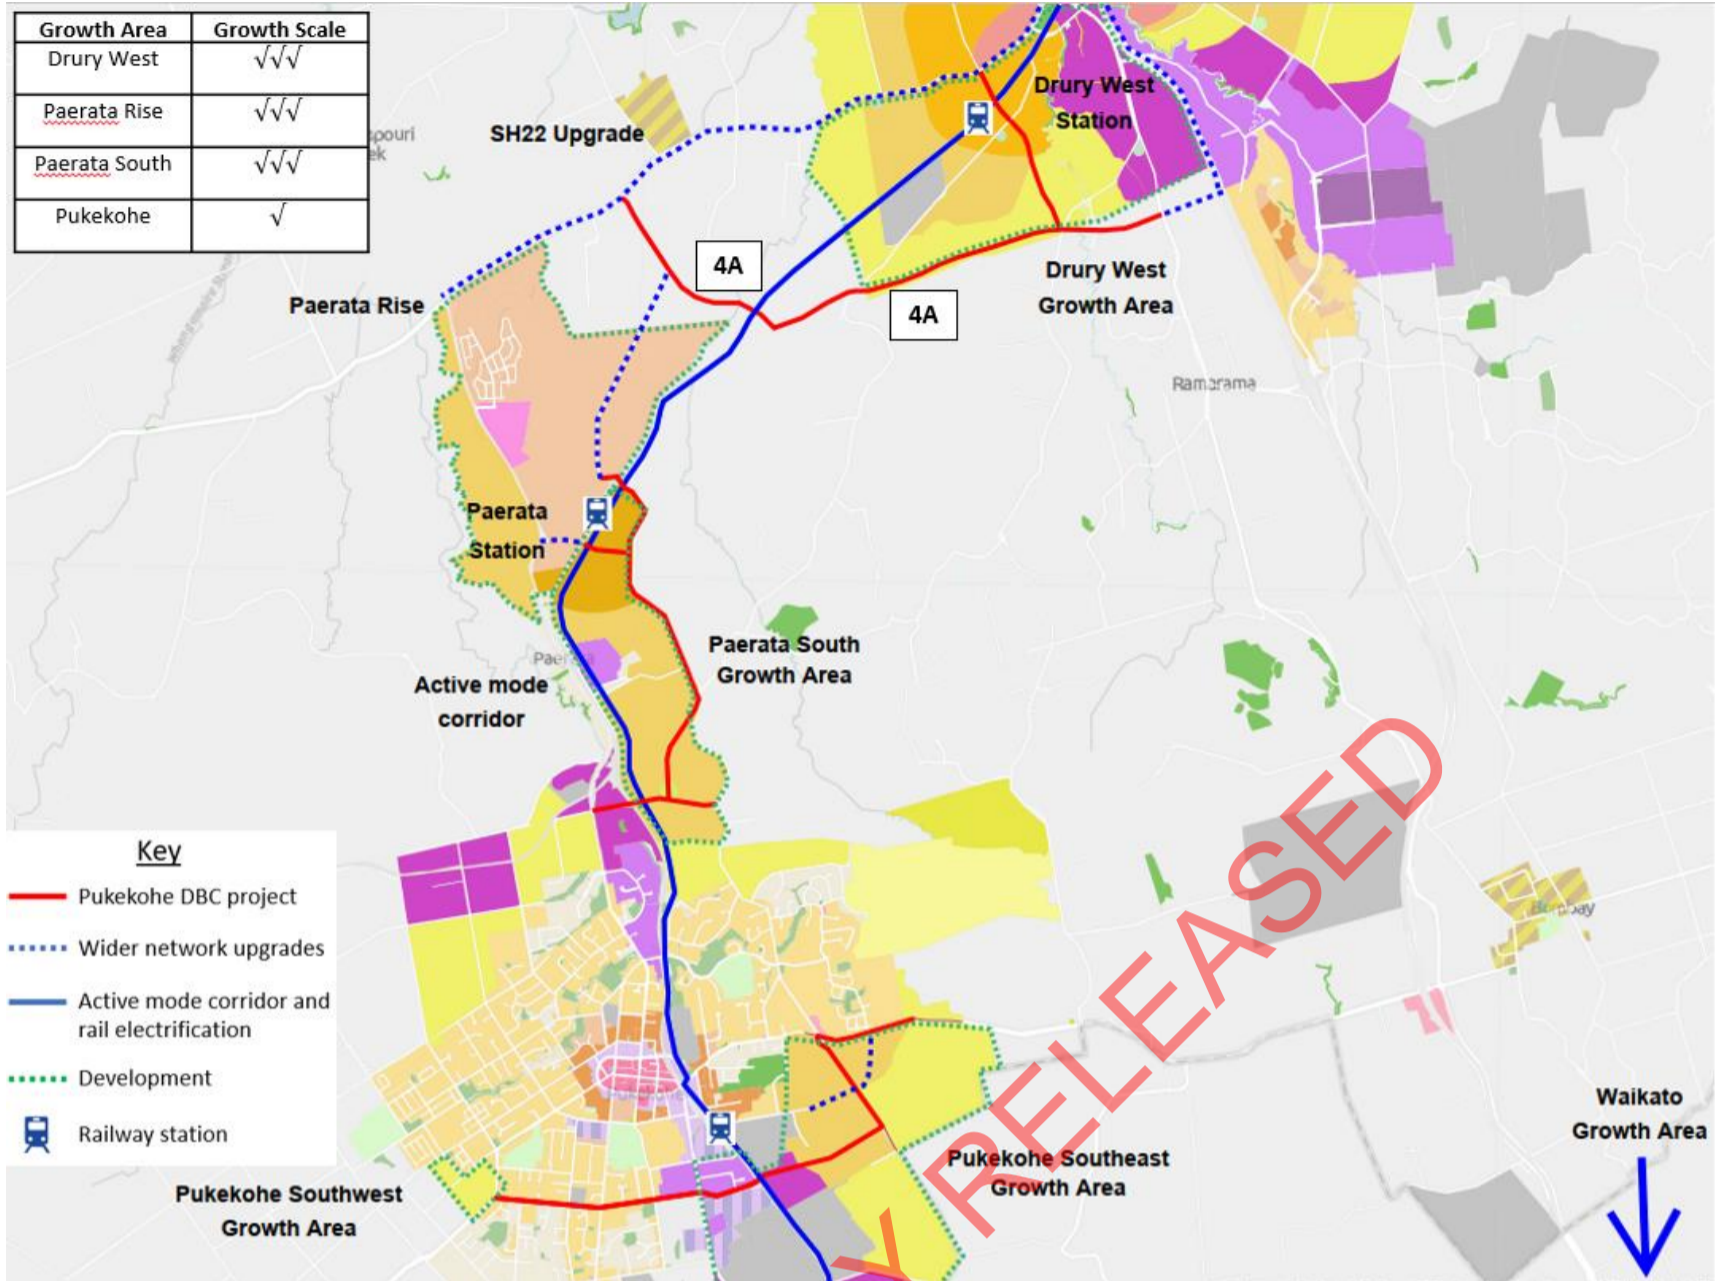 Growth Area Growth Scale
Drury West √√√
Paerata Rise √√√
Paerata South √√√
Pukekohe √
SH22 Upgrade
Drury West
Station
4A
4A
Drury West
Growth Area
Paerata Rise
Ramarama
Paerata
Station
Paerata South
Growth Area
Active mode
corridor
Key
Pukekohe DBC project
Wider network upgrades
Active mode corridor and
rail electrification
Development
Railway station
Bombay
Pukekohe
Waikato
Growth Area
Pukekohe Southeast
Growth Area
Pukekohe Southwest
Growth Area
Y RELEASED